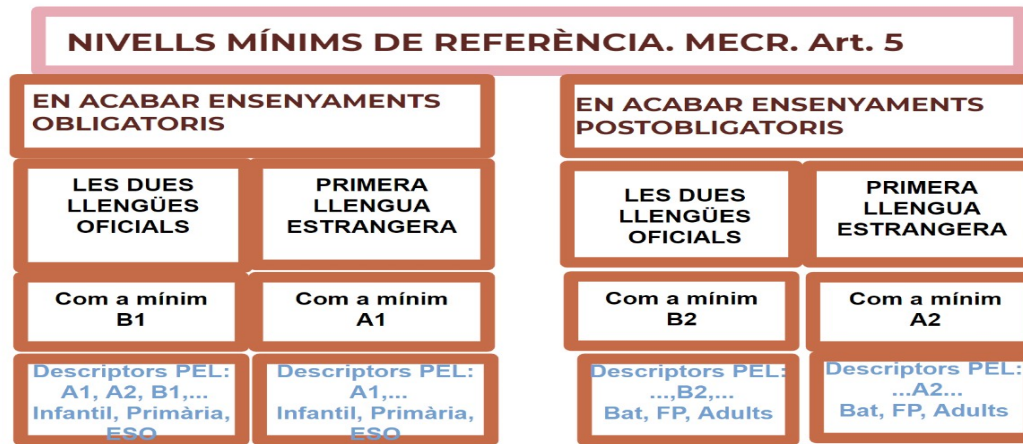 NIVELLS MÍNIMS DE REFERÈNCIA. MECR. Art. 5
EN ACABAR ENSENYAMENTS
OBLIGATORIS
LES DUES
LLENGÜES
OFICIALS
PRIMERA
LLENGUA
ESTRANGERA
Com a mínim
B1
Com a mínim
A1
Descriptors PEL:
A1, A2, B1,...
Infantil, Primària,
ESO
Descriptors PEL:
A1,...
Infantil, Primària,
ESO
EN ACABAR ENSENYAMENTS
POSTOBLIGATORIS
LES DUES
LLENGÜES
OFICIALS
PRIMERA
LLENGUA
ESTRANGERA
Com a mínim
B2
Com a mínim
A2
Descriptors PEL:
...,B2,...
Bat, FP, Adults
Descriptors PEL:
...A2...
Bat, FP, Adults